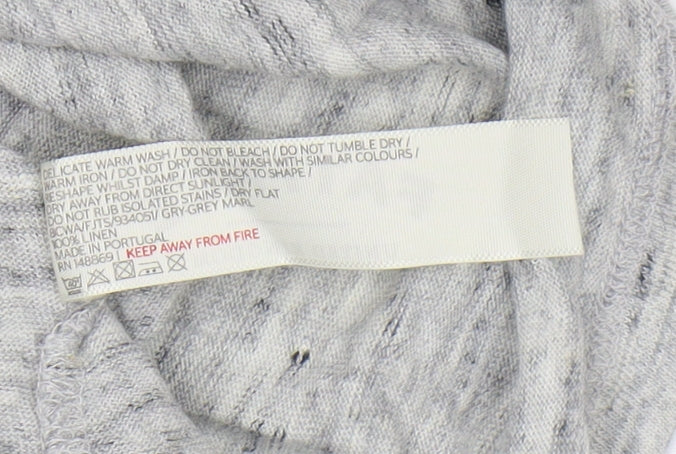 DELICATE WARM WASH / DO NOT BLEACH / DO NOT TUMBLE DRY /
WARM IRON / DO NOT DRY CLEAN / WASH WITH SIMILAR COLOURS /
RESHAPE WHILST DAMP / IRON BACK TO SHAPE /
DRY AWAY FROM DIRECT SUNLIGHT /
DO NOT RUB ISOLATED STAINS / DRY FLAT
BCWA/FJTS/934051/ GRY-GREY MARL
100% LINEN
MADE IN PORTUGAL
RN 148869 | KEEP AWAY FROM FIRE